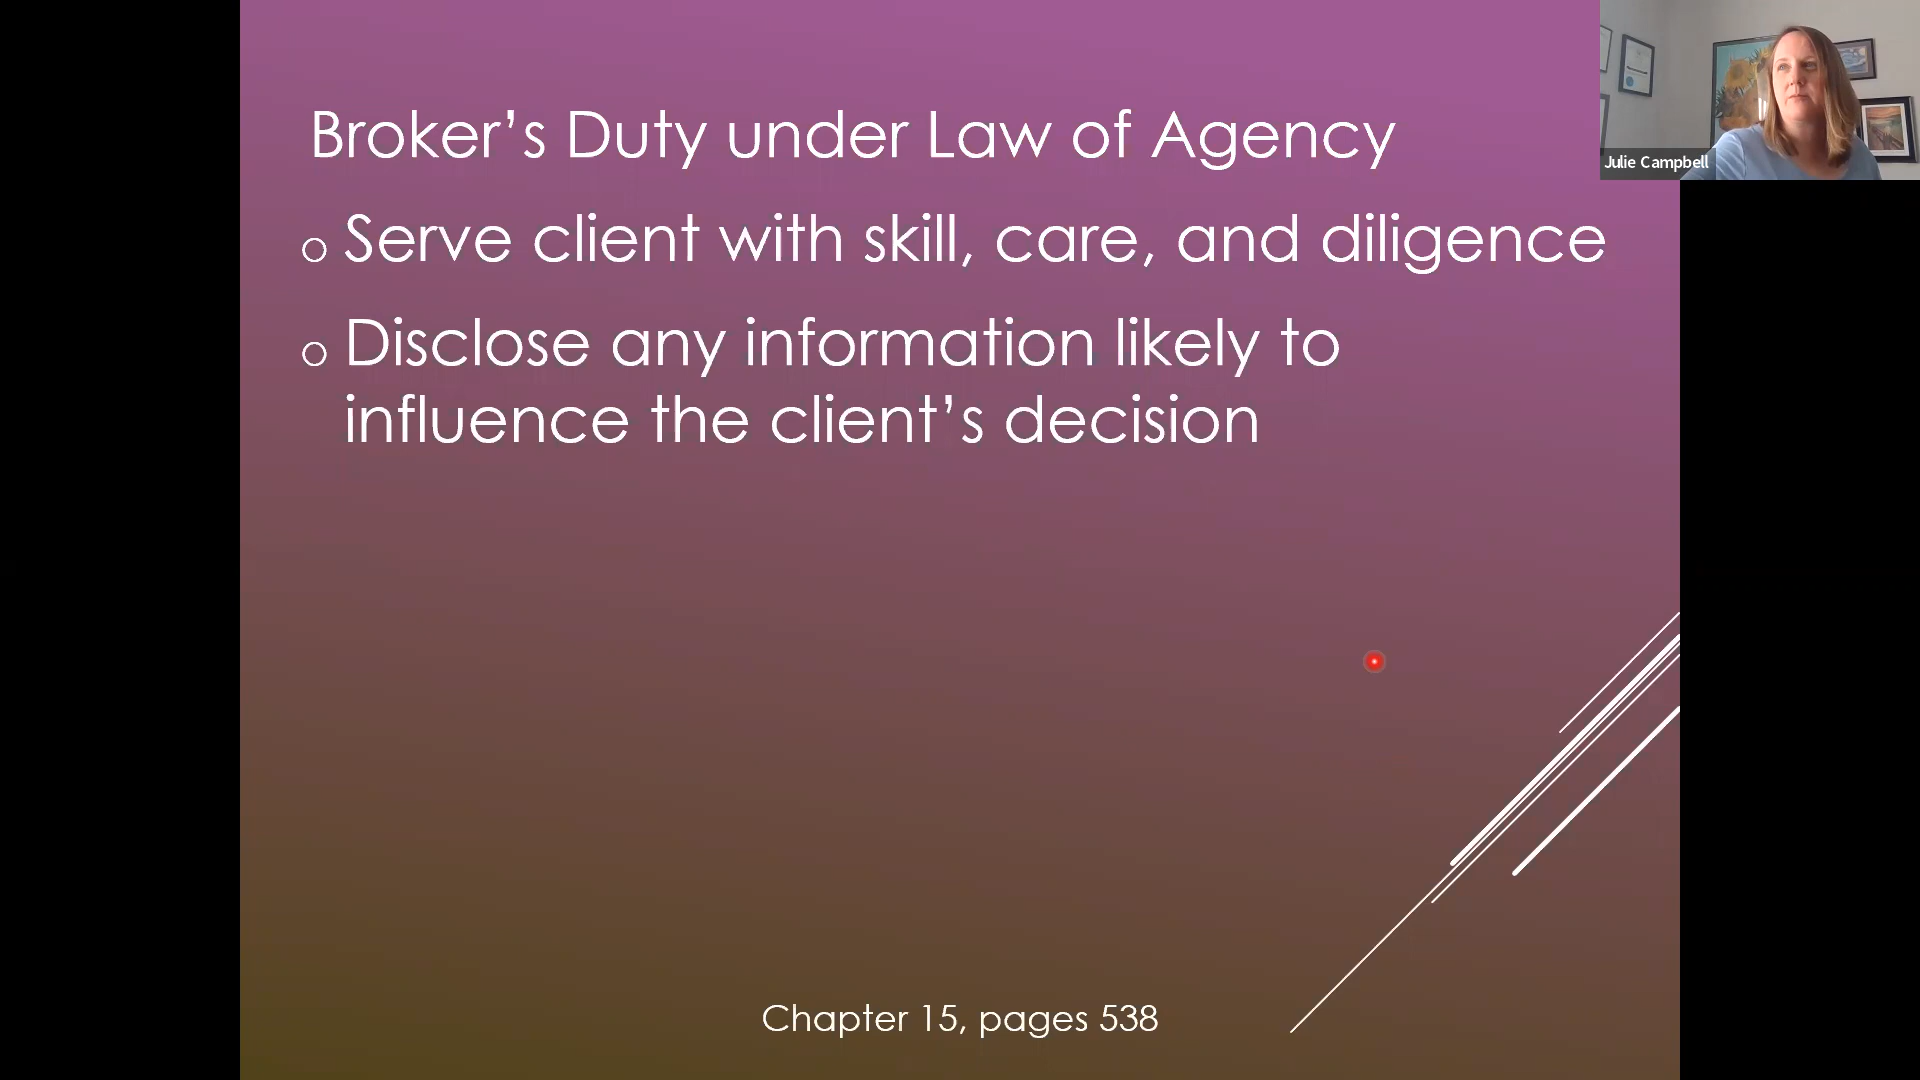 Broker’s Duty under Law of Agency
Serve client with skill, care, and diligence
Disclose any information likely to
influence the client’s decision
Chapter 15, pages 538
Julie Campbell